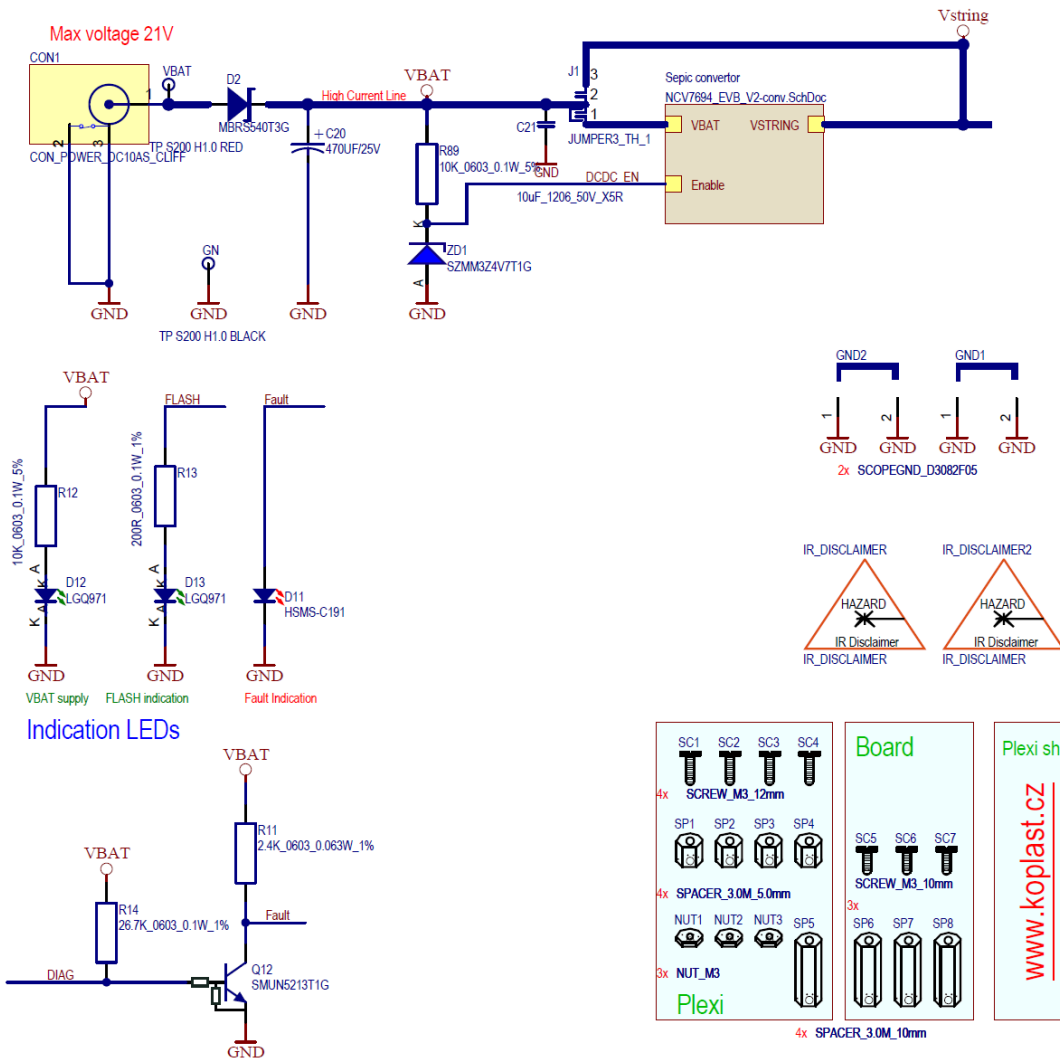 Max voltage 21V
CON1
VBAT
1
2
3
CON_POWER_DC10AS_CLIFF
TP S200 H1.0 RED
D2
MBRS540T3G
High Current Line
C20
470UF/25V
+
GND
GND
GN
GND
TP S200 H1.0 BLACK
VBAT
R89
10K_0603_0.1W_5%
K
A
ZD1
SZMM3Z4V7T1G
GND
C21
GND
10uF_1206_50V_X5R
DCDC_EN
J1
3
2
1
JUMPER3_TH_1
Sepic convertor
NCV7694_EVB_V2-conv.SchDoc
VBAT
VSTRING
Enable
Vstring
GND2
GND1
1
2
1
2
GND
GND
GND
GND
2x SCOPEGND_D3082F05
VBAT
10K_0603_0.1W_5%
R12
A
K
A
K
D12
LGQ971
GND
VBAT supply
FLASH
200R_0603_0.1W_1%
R13
A
K
A
K
D13
LGQ971
GND
FLASH indication
Fault
D11
HSMS-C191
GND
Fault Indication
Indication LEDs
IR_DISCLAIMER
HAZARD
IR Disclaimer
IR_DISCLAIMER
IR_DISCLAIMER2
HAZARD
IR Disclaimer
IR_DISCLAIMER
VBAT
R11
2.4K_0603_0.063W_1%
Fault
VBAT
R14
26.7K_0603_0.1W_1%
DIAG
Q12
SMUN5213T1G
GND
SC1 SC2 SC3 SC4
4x SCREW_M3_12mm
SP1 SP2 SP3 SP4
4x SPACER_3.0M_5.0mm
NUT1 NUT2 NUT3 SP5
3x NUT_M3
Plexi
Board
SC5 SC6 SC7
SCREW_M3_10mm
3x
SP6 SP7 SP8
4x SPACER_3.0M_10mm
Plexi sh
www.koplast.cz